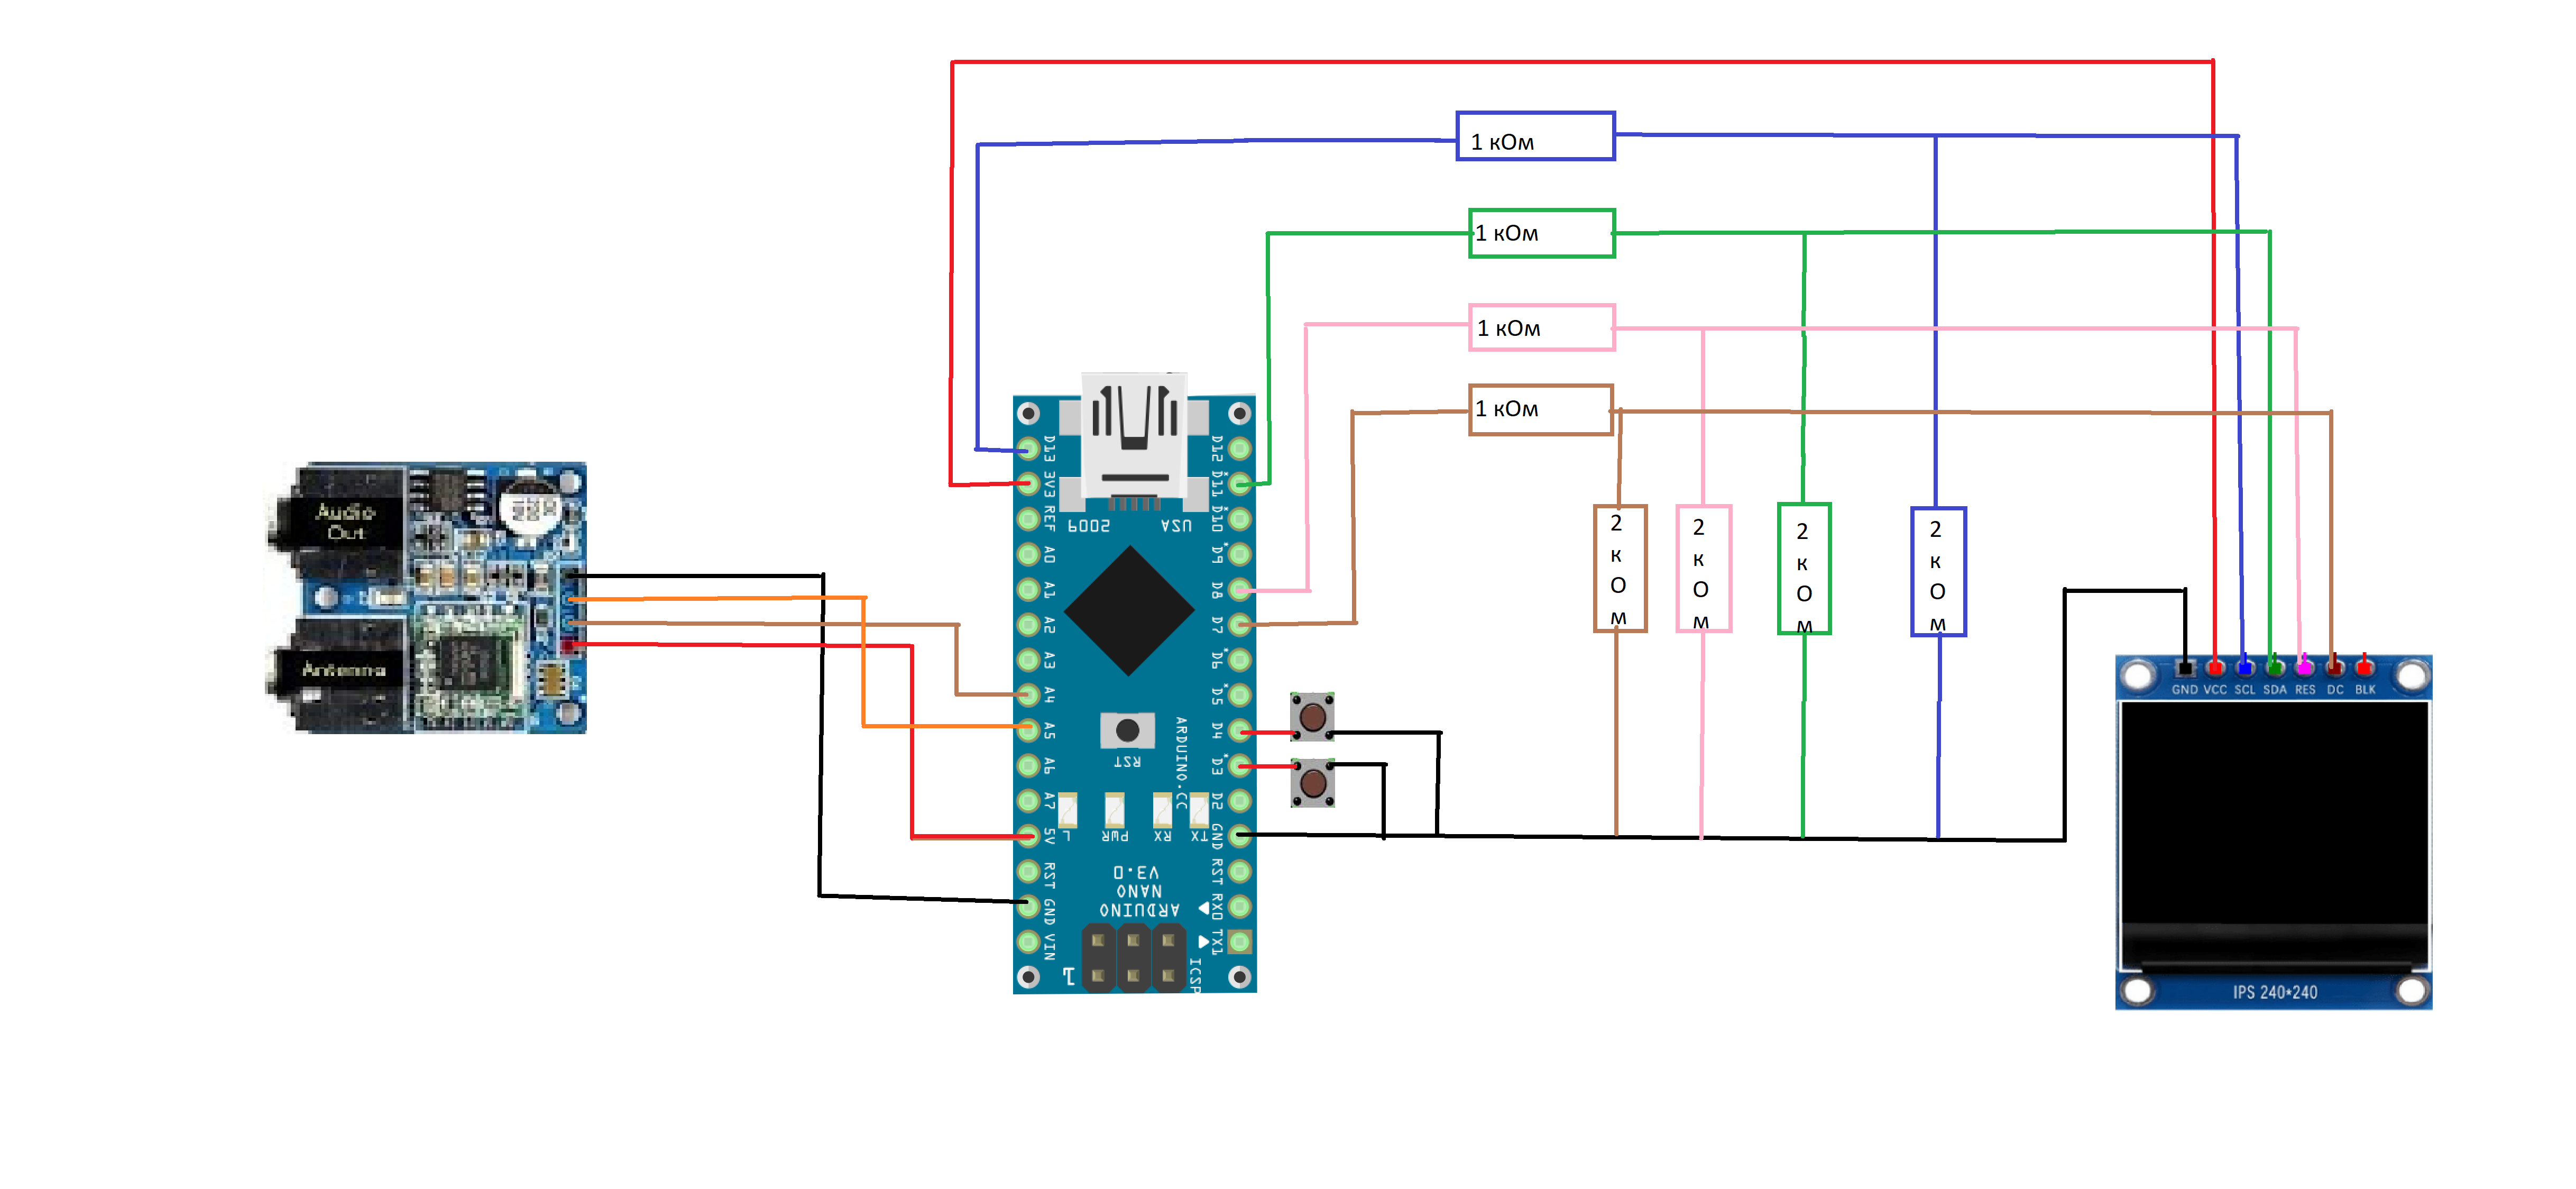 1 кОм
1 кОм
1 кОм
1 кОм
2
к
О
м
2
к
О
м
2
к
О
м
2
к
О
м
Audio
Out
Antenna
D13
3V3
REF
A0
A1
A2
A3
A4
A5
A6
A7
5V
RST
GND
VIN
D12
D11
D10
D9
D8
D7
D6
D5
D4
D3
D2
GND
RST
RX0
TX1
2009
USA
RST
ARDUINO.CC
L
PWR
RX
TX
V3.0
NANO
ARDUINO
1
ICSP
GND VCC SCL SDA RES DC BLK
IPS 240*240